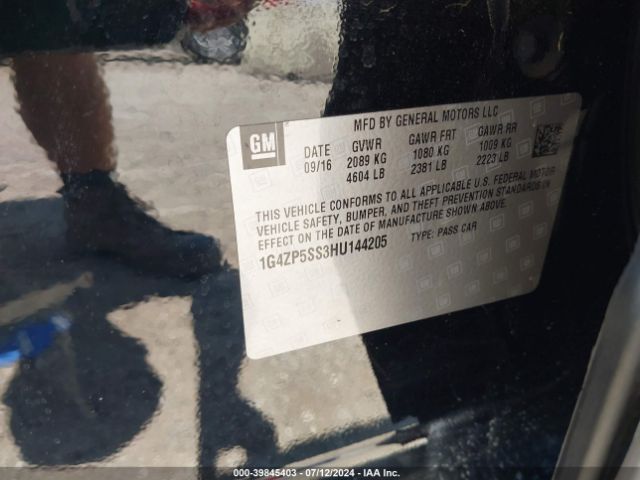 GM
MFD BY GENERAL MOTORS LLC
DATE GVWR GAWR FRT GAWR RR
09/16 2089 KG 1080 KG 1009 KG
4604 LB 2381 LB 2223 LB
THIS VEHICLE CONFORMS TO ALL APPLICABLE U.S. FEDERAL MOTOR
VEHICLE SAFETY, BUMPER, AND THEFT PREVENTION STANDARDS IN
EFFECT ON THE DATE OF MANUFACTURE SHOWN ABOVE.
1G4ZP5SS3HU144205 TYPE: PASS CAR
000-39845403 - 07/12/2024 - IAA Inc.